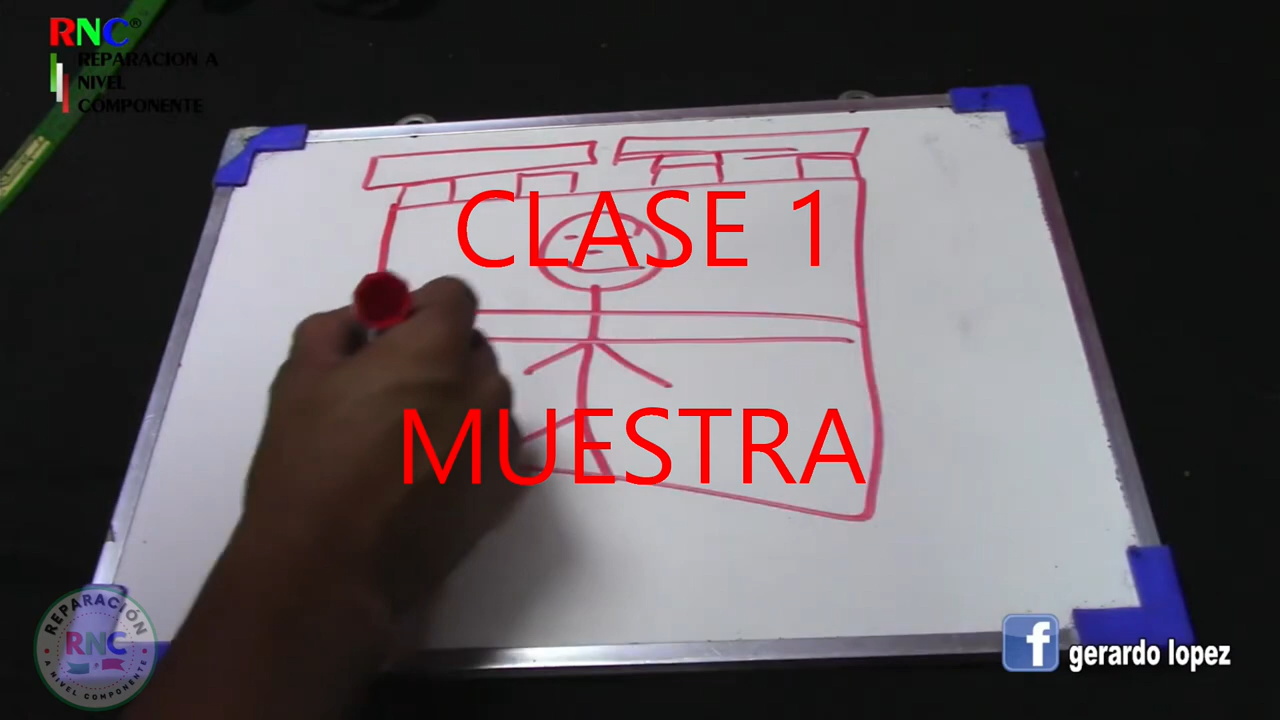 RNC®
REPARACION A
NIVEL
COMPONENTE
CLASE 1
MUESTRA
REPARACIÓN
RNC
A NIVEL COMPONENTE
f
gerardo lopez